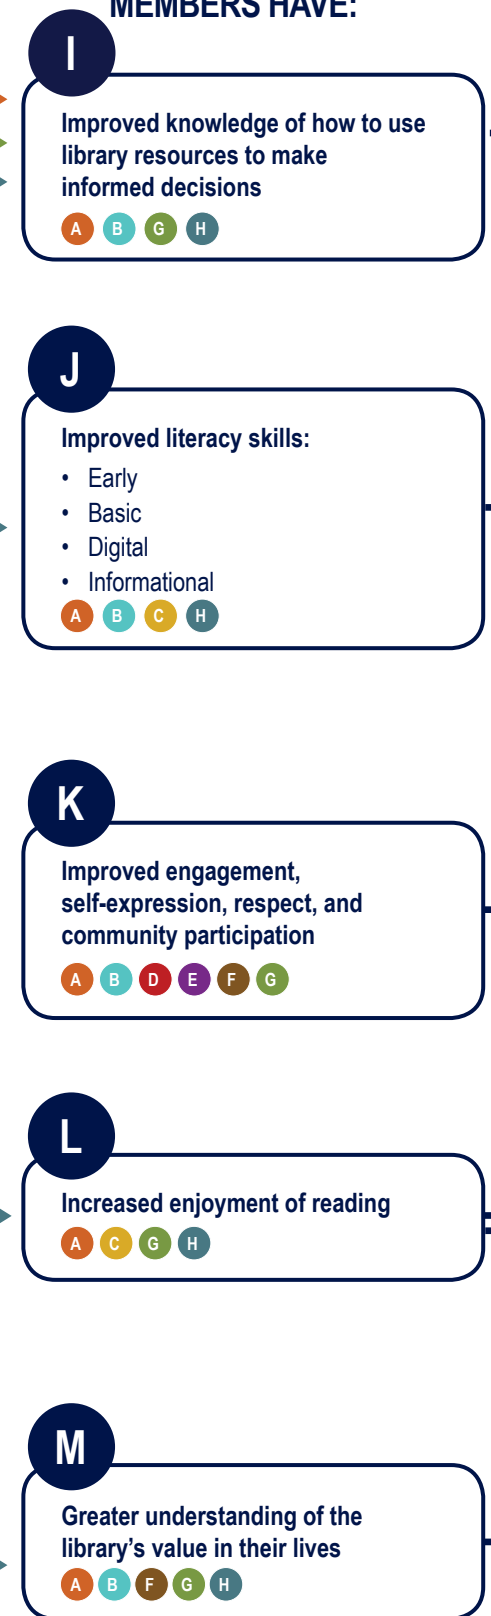 MEMBERS HAVE:
I
Improved knowledge of how to use
library resources to make
informed decisions
A B G H
J
Improved literacy skills:
• Early
• Basic
• Digital
• Informational
A B C H
K
Improved engagement,
self-expression, respect, and
community participation
A B D E F G
L
Increased enjoyment of reading
A C G H
M
Greater understanding of the
library's value in their lives
A B F G H